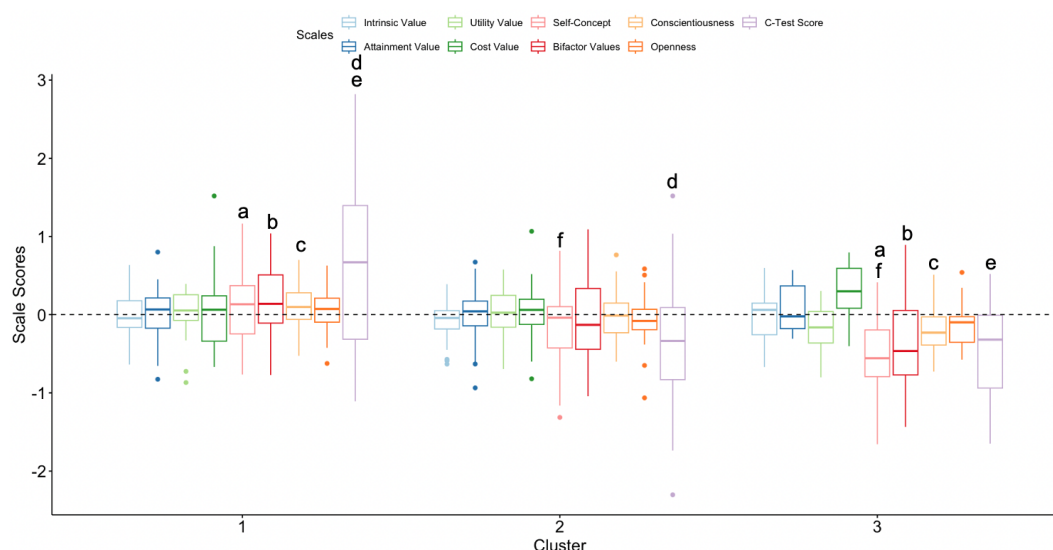 Scales
Intrinsic Value Utility Value Self-Concept Conscientiousness C-Test Score
Attainment Value Cost Value Bifactor Values Openness
Scale Scores
3
2
1
0
-1
-2
a
b
c
d
e
f
d
a
f
b
c
e
1 2 3
Cluster